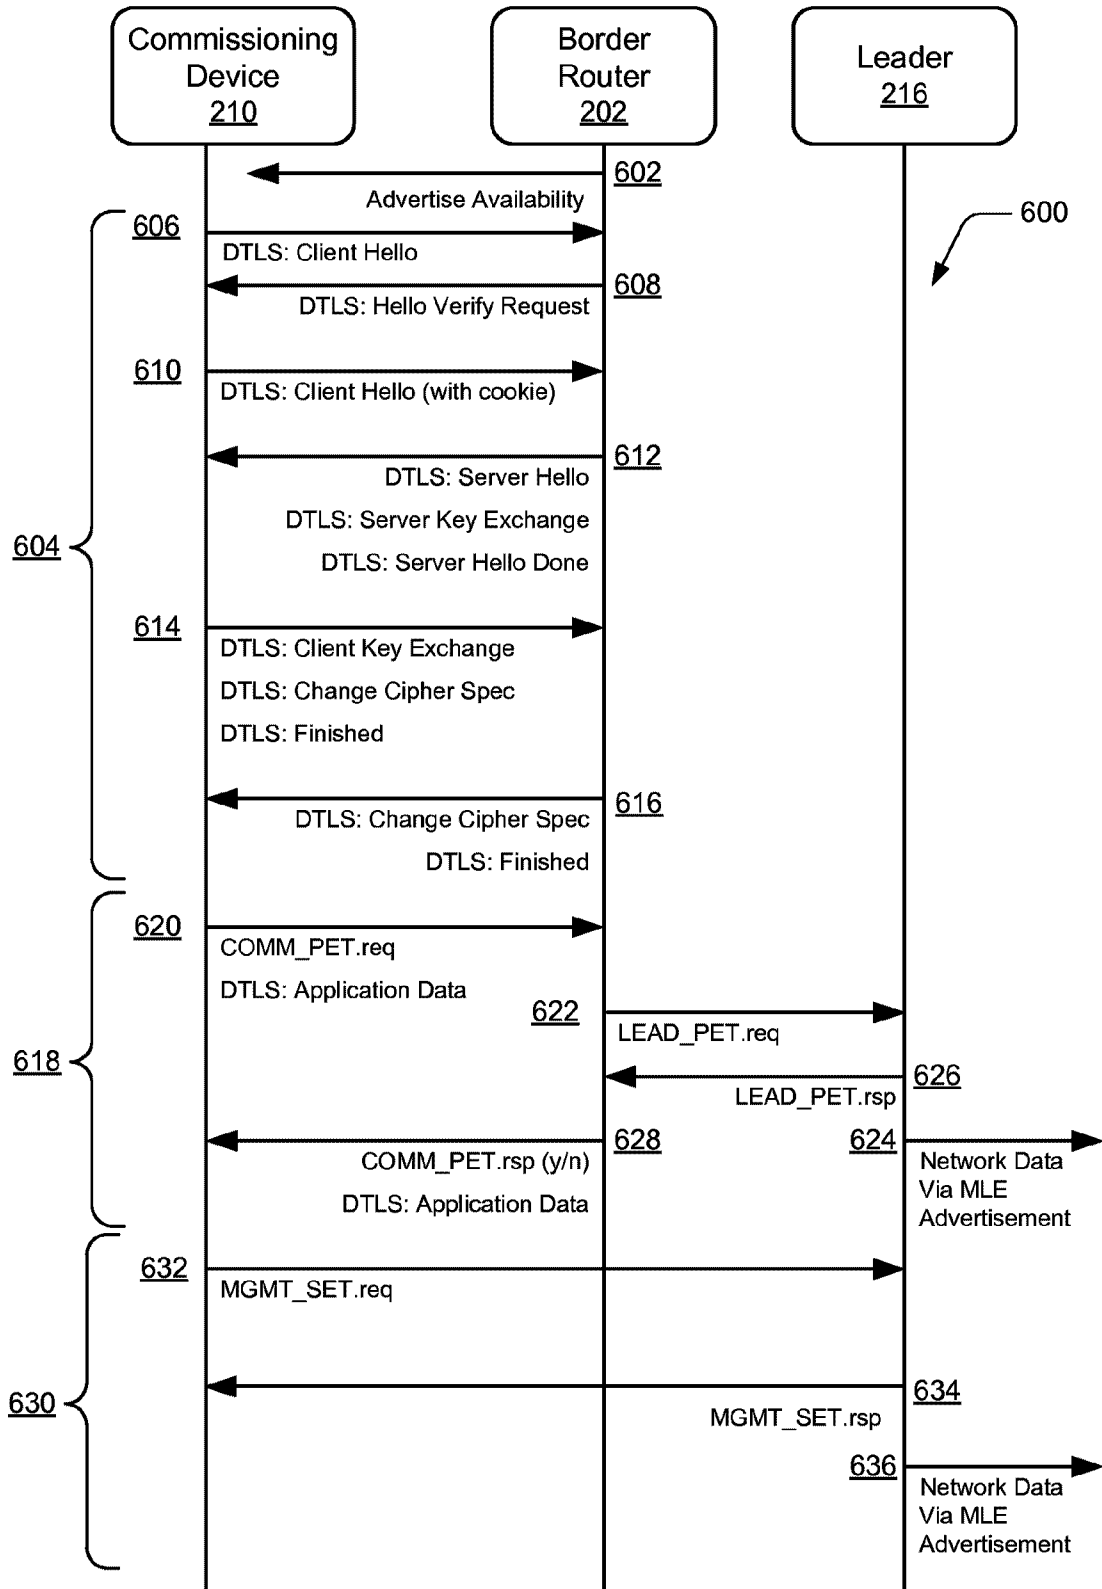 Commissioning
Device
210
Border
Router
202
Leader
216
602
Advertise Availability
600
606
DTLS: Client Hello
608
DTLS: Hello Verify Request
610
DTLS: Client Hello (with cookie)
612
DTLS: Server Hello
DTLS: Server Key Exchange
DTLS: Server Hello Done
604
614
DTLS: Client Key Exchange
DTLS: Change Cipher Spec
DTLS: Finished
616
DTLS: Change Cipher Spec
DTLS: Finished
620
COMM_PET.req
DTLS: Application Data
622
LEAD_PET.req
618
626
LEAD_PET.rsp
628
COMM_PET.rsp (y/n)
DTLS: Application Data
624
Network Data
Via MLE
Advertisement
632
MGMT_SET.req
630
634
MGMT_SET.rsp
636
Network Data
Via MLE
Advertisement